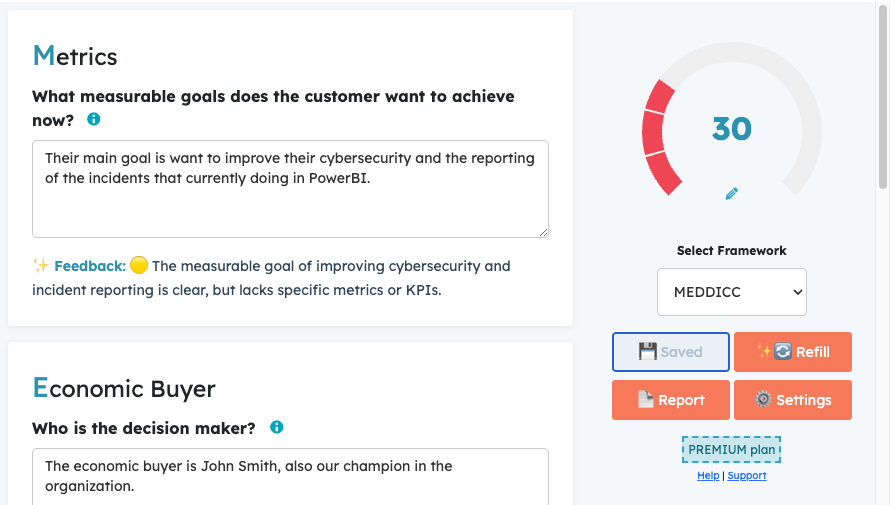 Metrics
What measurable goals does the customer want to achieve
now?
Their main goal is want to improve their cybersecurity and the reporting
of the incidents that currently doing in PowerBI.
Feedback: The measurable goal of improving cybersecurity and
incident reporting is clear, but lacks specific metrics or KPIs.
Economic Buyer
Who is the decision maker?
The economic buyer is John Smith, also our champion in the
organization.
30
Select Framework
MEDDICC
Saved
Refill
Report
Settings
PREMIUM plan
Help | Support